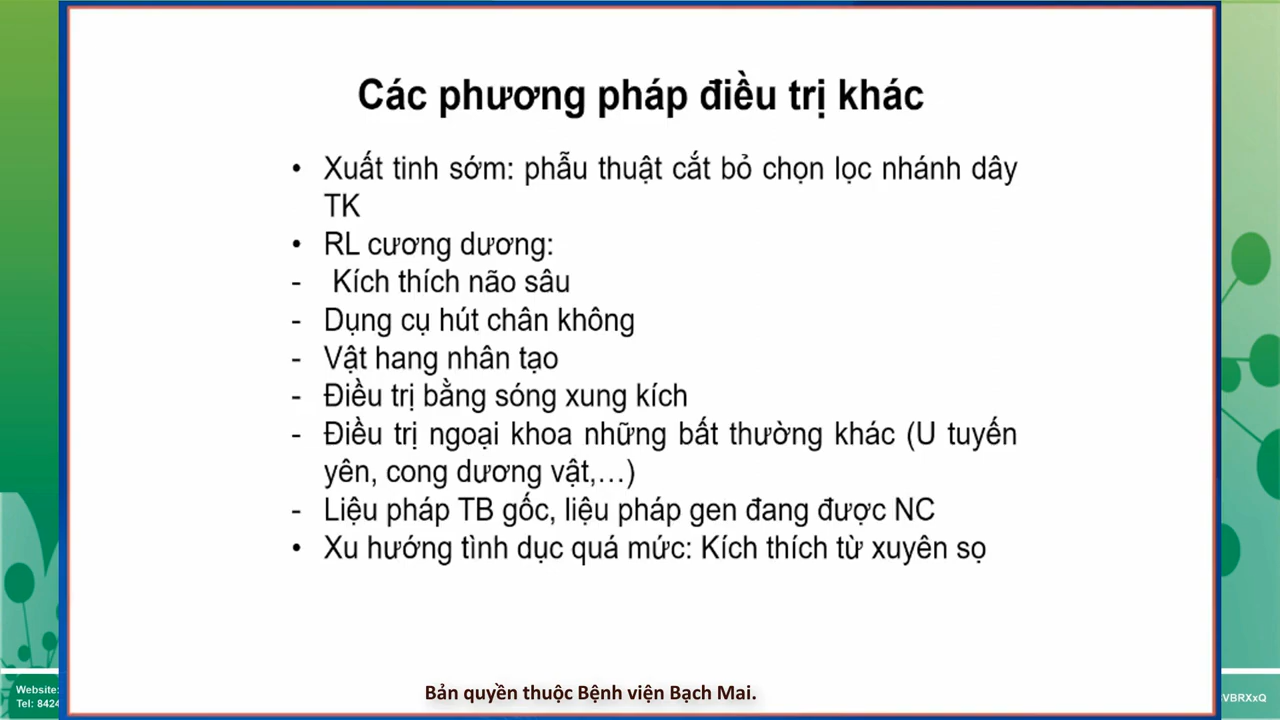 Các phương pháp điều trị khác
• Xuất tinh sớm: phẫu thuật cắt bỏ chọn lọc nhánh dây
TK
• RL cương dương:
- Kích thích não sâu
- Dụng cụ hút chân không
- Vật hang nhân tạo
- Điều trị bằng sóng xung kích
- Điều trị ngoại khoa những bất thường khác (U tuyến
yên, cong dương vật,...)
- Liệu pháp TB gốc, liệu pháp gen đang được NC
• Xu hướng tình dục quá mức: Kích thích từ xuyên sọ
Bản quyền thuộc Bệnh viện Bạch Mai.
Website:
Tel: 8424
VBRXxQ